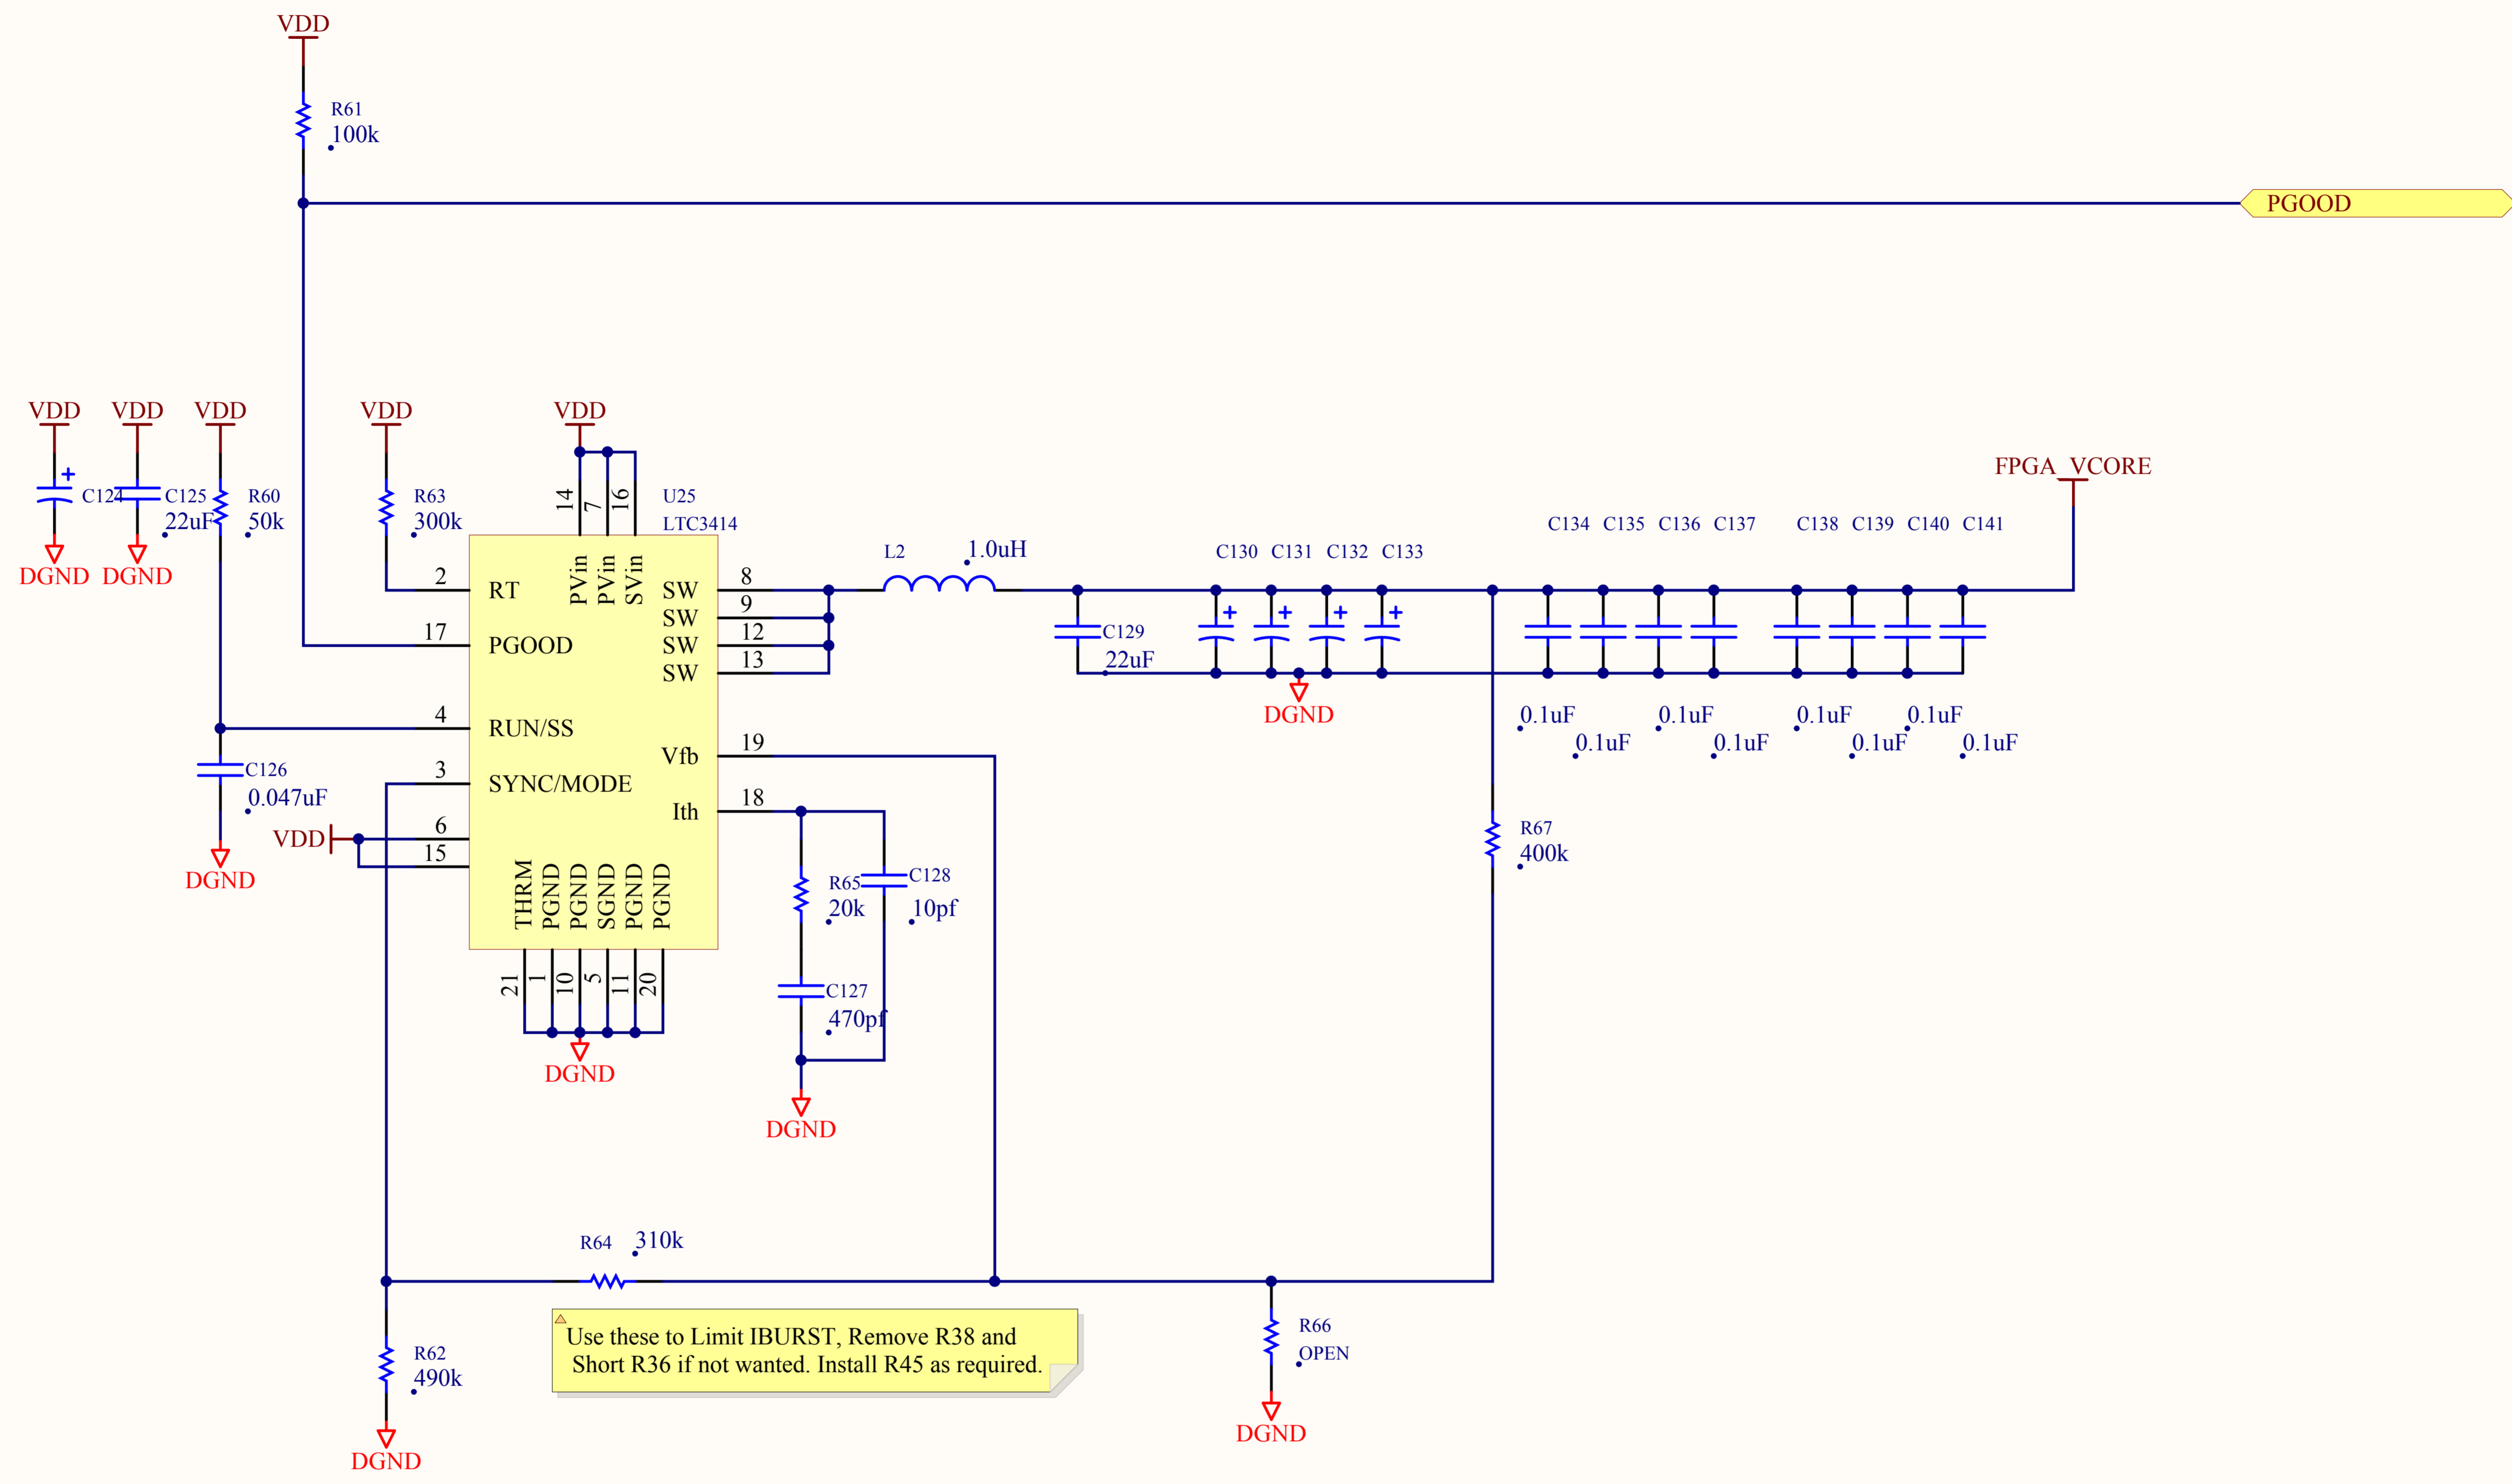 VDD
R61
100k
PGOOD
VDD
VDD
VDD
VDD
VDD
FPGA_VCORE
C124
C125
22uF
R60
50k
R63
300k
14
7
16
U25
LTC3414
DGND
DGND
PVin
PVin
SVin
2
RT
SW
8
SW
9
17
PGOOD
SW
12
SW
13
4
RUN/SS
Vfb
19
3
SYNC/MODE
Ith
18
VDD
6
15
THRM
PGND
PGND
SGND
PGND
PGND
21
1
10
5
11
20
DGND
C126
0.047uF
DGND
L2
1.0uH
C129
22uF
C130
C131
C132
C133
DGND
C134
C135
C136
C137
C138
C139
C140
C141
0.1uF
0.1uF
0.1uF
0.1uF
0.1uF
0.1uF
0.1uF
0.1uF
R65
20k
C128
10pf
C127
470pf
DGND
R67
400k
R64
310k
Use these to Limit IBURST, Remove R38 and
Short R36 if not wanted. Install R45 as required.
R62
490k
DGND
R66
OPEN
DGND